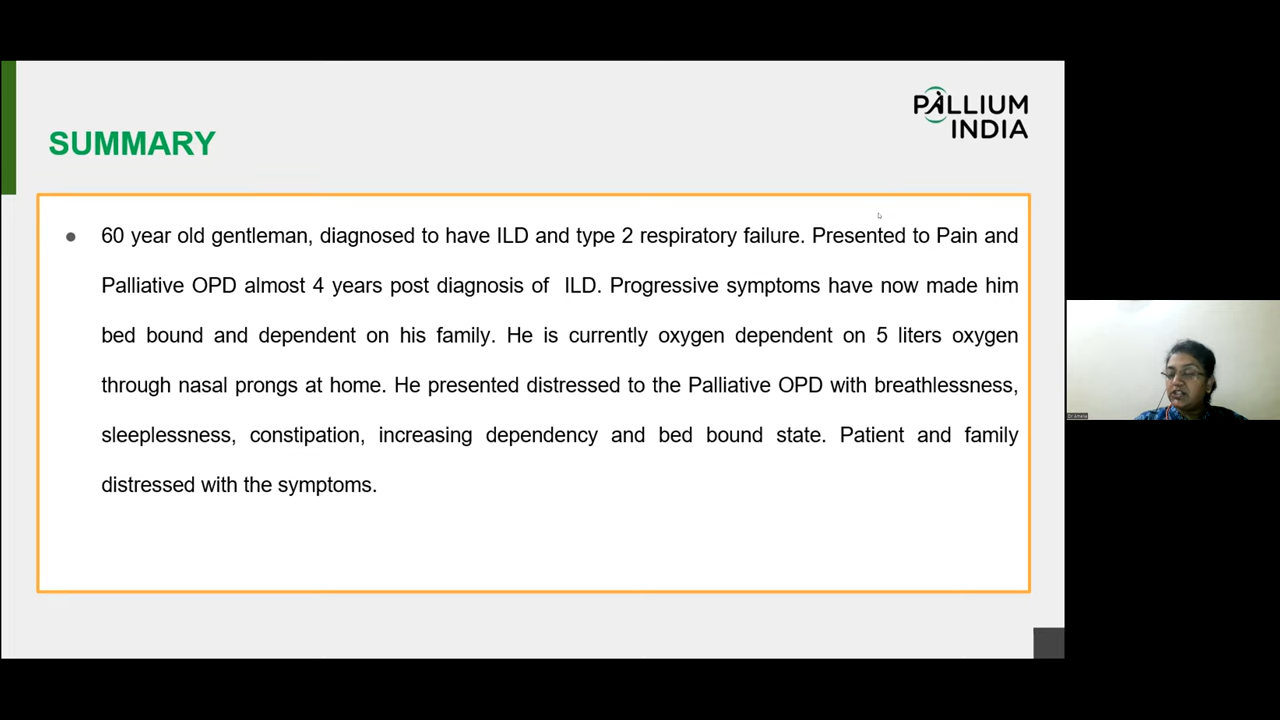 PALLIUM
INDIA
SUMMARY
● 60 year old gentleman, diagnosed to have ILD and type 2 respiratory failure. Presented to Pain and
Palliative OPD almost 4 years post diagnosis of ILD. Progressive symptoms have now made him
bed bound and dependent on his family. He is currently oxygen dependent on 5 liters oxygen
through nasal prongs at home. He presented distressed to the Palliative OPD with breathlessness,
sleeplessness, constipation, increasing dependency and bed bound state. Patient and family
distressed with the symptoms.